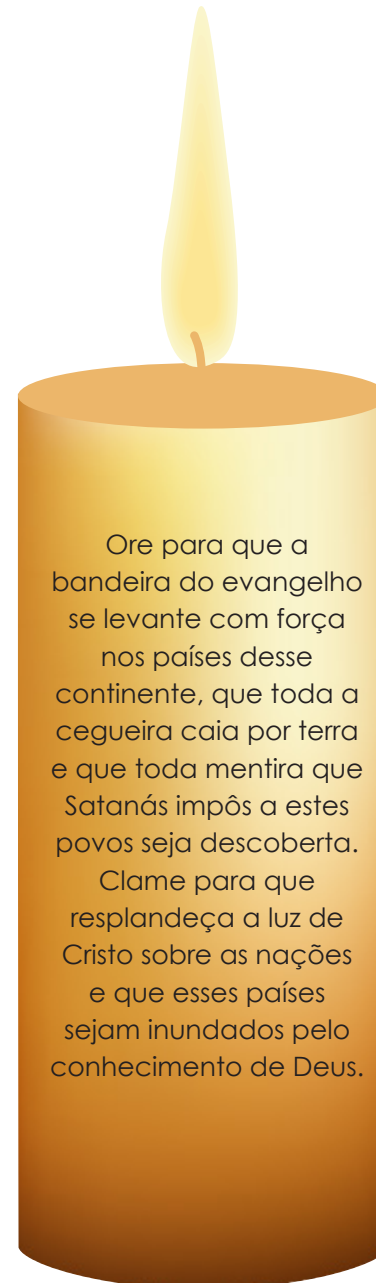 Ore para que a
bandeira do evangelho
se levante com força
nos países desse
continente, que toda a
cegueira caia por terra
e que toda mentira que
Satanás impôs a estes
povos seja descoberta.
Clame para que
resplandeça a luz de
Cristo sobre as nações
e que esses países
sejam inundados pelo
conhecimento de Deus.